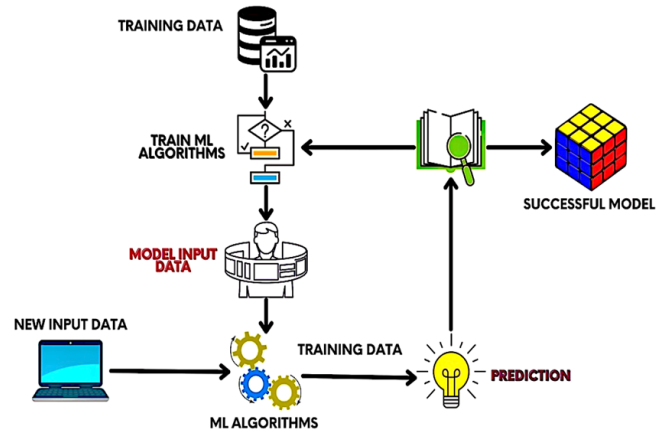 TRAINING DATA
TRAIN ML
ALGORITHMS
?
SUCCESSFUL MODEL
MODEL INPUT
DATA
NEW INPUT DATA
TRAINING DATA
PREDICTION
ML ALGORITHMS